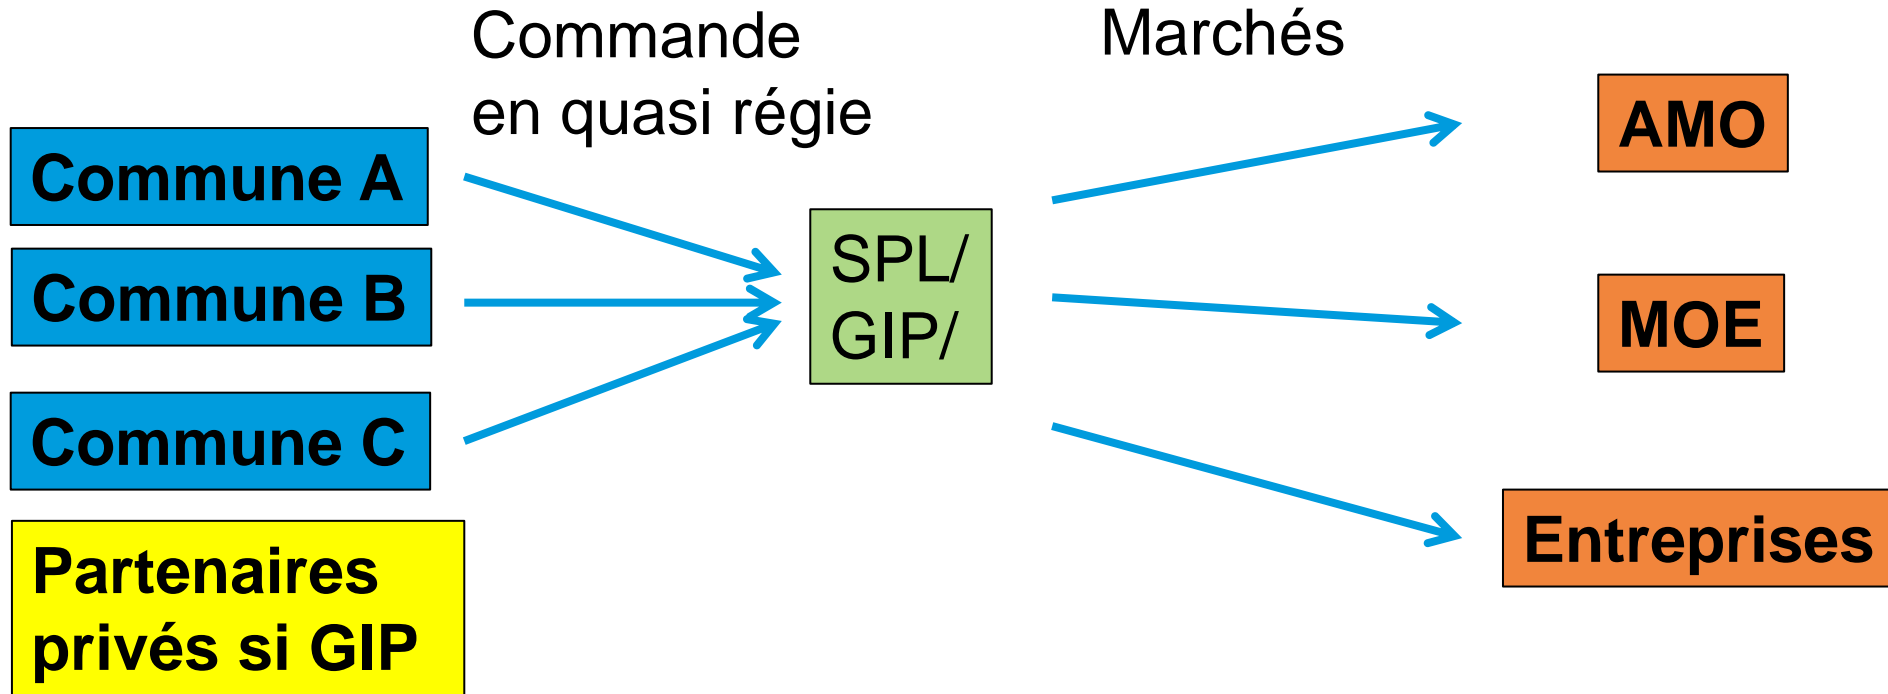 Commande
en quasi régie
Marchés
Commune A
Commune B
Commune C
Partenaires
privés si GIP
SPL/
GIP/
AMO
MOE
Entreprises